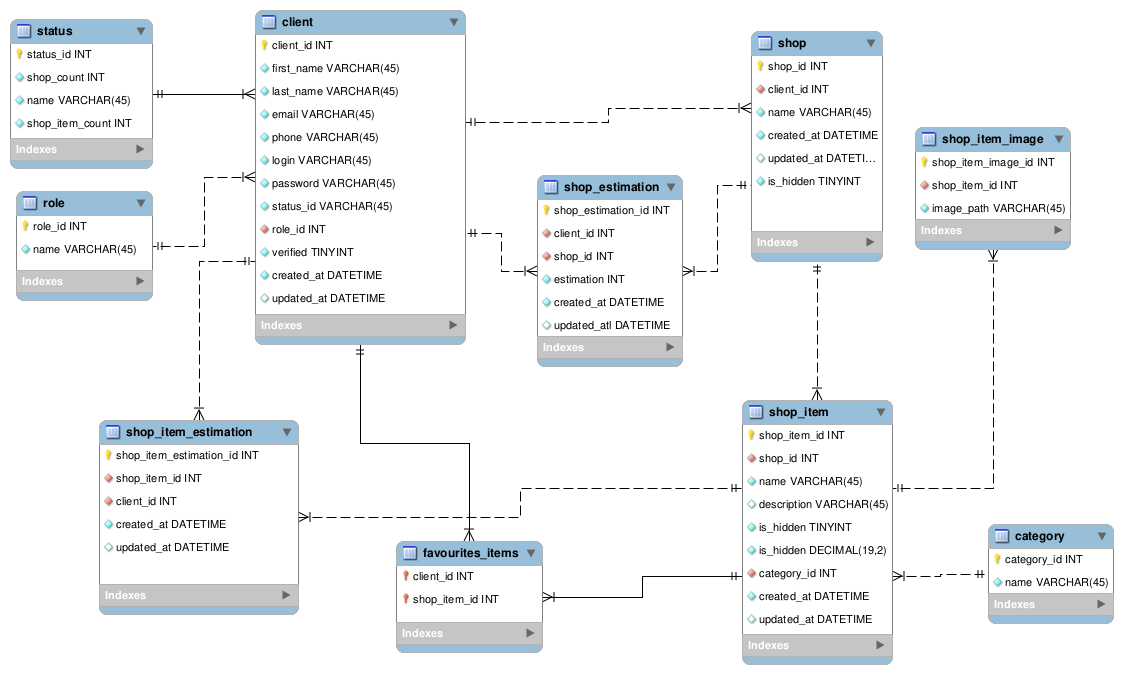 status
status_id INT
shop_count INT
name VARCHAR(45)
shop_item_count INT
Indexes
role
role_id INT
name VARCHAR(45)
Indexes
client
client_id INT
first_name VARCHAR(45)
last_name VARCHAR(45)
email VARCHAR(45)
phone VARCHAR(45)
login VARCHAR(45)
password VARCHAR(45)
status_id VARCHAR(45)
role_id INT
verified TINYINT
created_at DATETIME
updated_at DATETIME
Indexes
shop_estimation
shop_estimation_id INT
client_id INT
shop_id INT
estimation INT
created_at DATETIME
updated_atl DATETIME
Indexes
shop
shop_id INT
client_id INT
name VARCHAR(45)
created_at DATETIME
updated_at DATETI...
is_hidden TINYINT
Indexes
shop_item_image
shop_item_image_id INT
shop_item_id INT
image_path VARCHAR(45)
Indexes
shop_item_estimation
shop_item_estimation_id INT
shop_item_id INT
client_id INT
created_at DATETIME
updated_at DATETIME
Indexes
favourites_items
client_id INT
shop_item_id INT
Indexes
shop_item
shop_item_id INT
shop_id INT
name VARCHAR(45)
description VARCHAR(45)
is_hidden TINYINT
is_hidden DECIMAL(19,2)
category_id INT
created_at DATETIME
updated_at DATETIME
Indexes
category
category_id INT
name VARCHAR(45)
Indexes